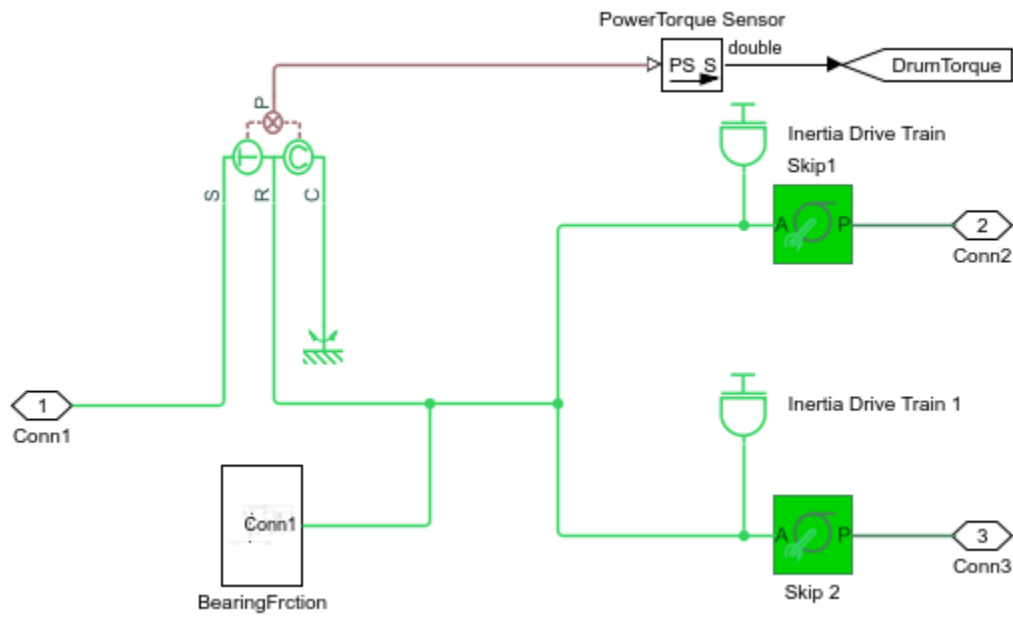 PowerTorque Sensor
PS S
double
DrumTorque
P
S
R
C
Inertia Drive Train
Skip1
A
P
2
Conn2
1
Conn1
Inertia Drive Train 1
Conn1
BearingFrction
A
P
3
Conn3
Skip 2